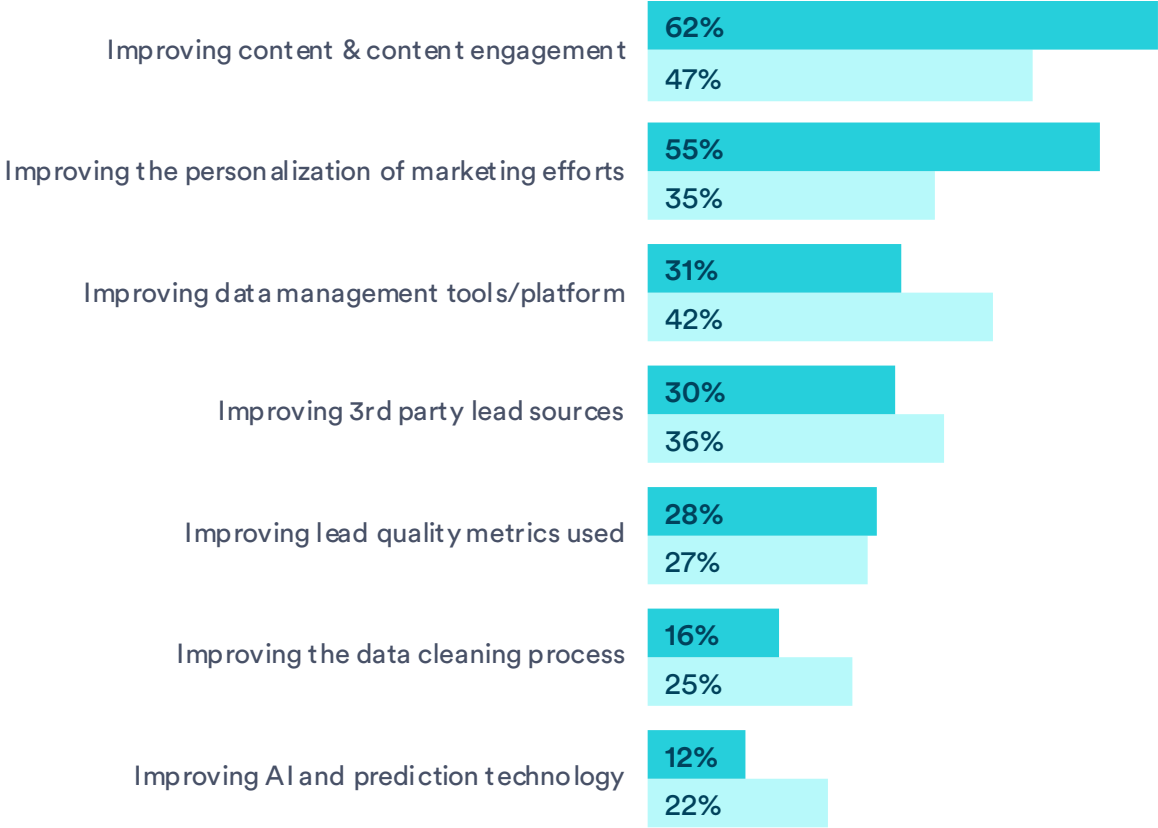 Improving content & content engagement
62%
47%
Improving the personalization of marketing efforts
55%
35%
Improving data management tools/platform
31%
42%
Improving 3rd party lead sources
30%
36%
Improving lead quality metrics used
28%
27%
Improving the data cleaning process
16%
25%
Improving AI and prediction technology
12%
22%